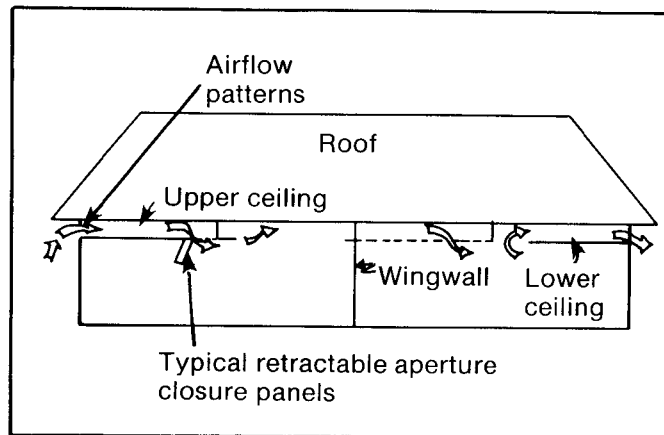 Airflow
patterns
Roof
Upper ceiling
Wingwall
Lower
ceiling
Typical retractable aperture
closure panels